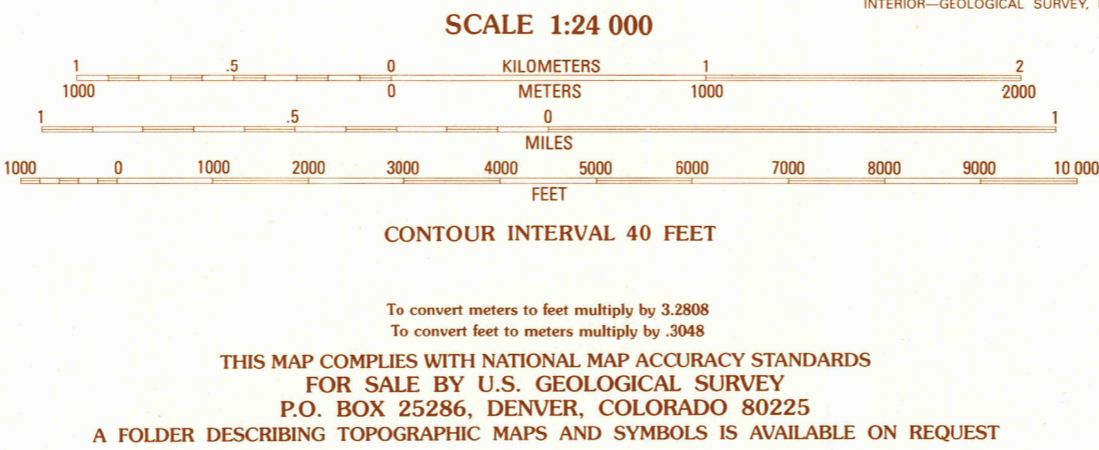 INTERIOR—GEOLOGICAL SURVEY,
SCALE 1:24 000
1 .5 0 KILOMETERS 1 2
1000 0 METERS 1000 2000
1 .5 0 1
MILES
1000 0 1000 2000 3000 4000 5000 6000 7000 8000 9000 10 000
FEET
CONTOUR INTERVAL 40 FEET
To convert meters to feet multiply by 3.2808
To convert feet to meters multiply by .3048
THIS MAP COMPLIES WITH NATIONAL MAP ACCURACY STANDARDS
FOR SALE BY U.S. GEOLOGICAL SURVEY
P.O. BOX 25286, DENVER, COLORADO 80225
A FOLDER DESCRIBING TOPOGRAPHIC MAPS AND SYMBOLS IS AVAILABLE ON REQUEST